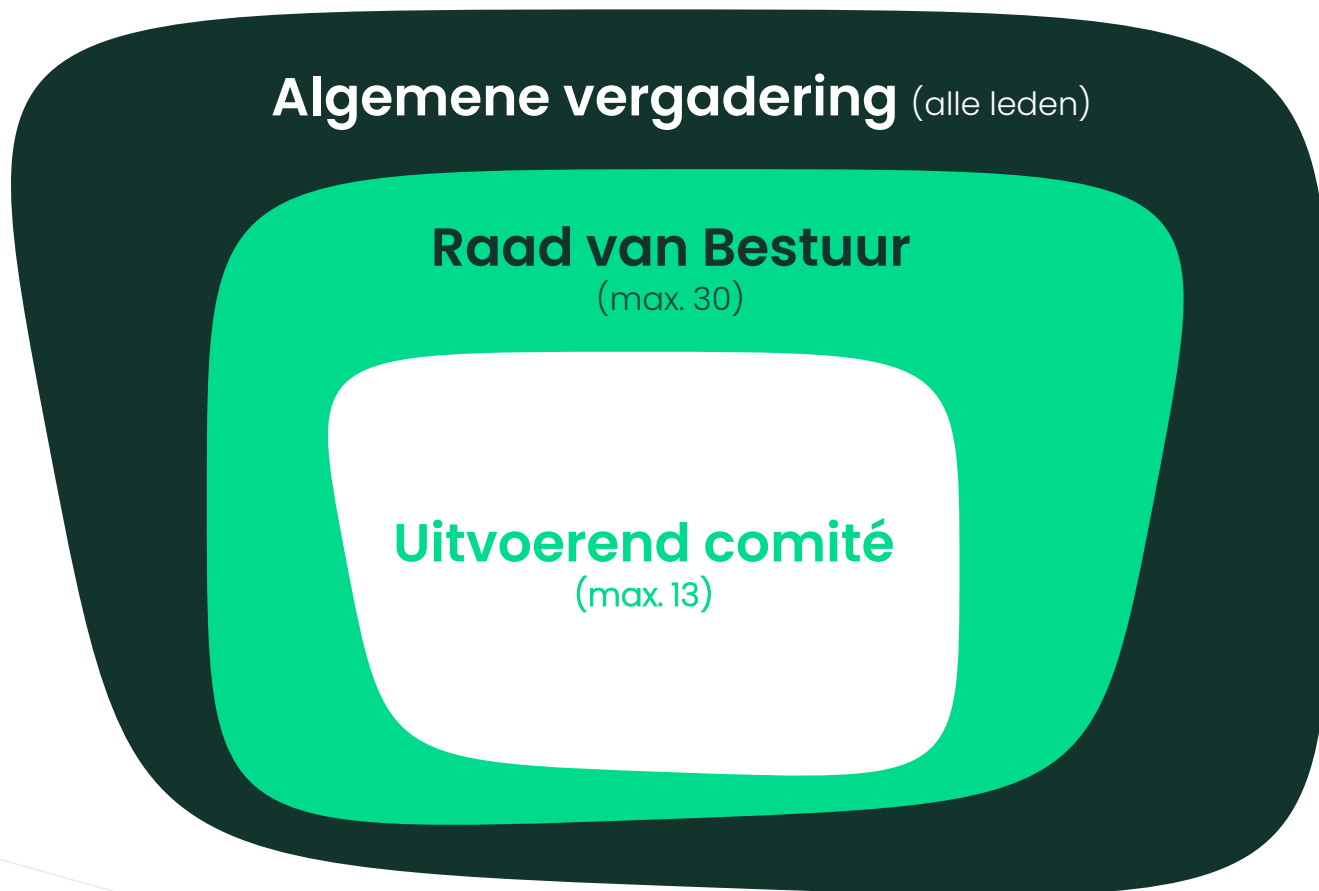 Algemene vergadering (alle leden)
Raad van Bestuur
(max. 30)
Uitvoerend comité
(max. 13)